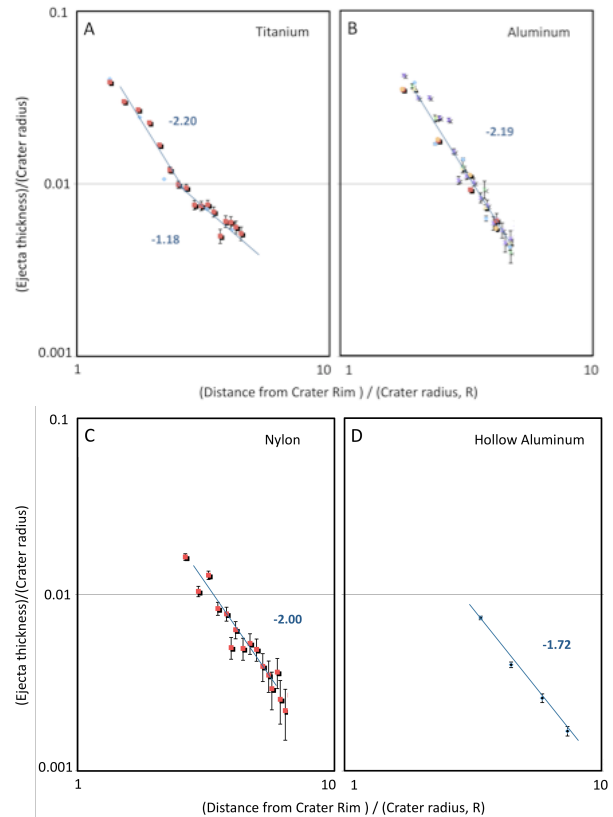 0.1
A
Titanium
B
Aluminum
-2.20
-2.19
(Ejecta thickness)/(Crater radius)
0.01
-1.18
0.001
1
10
1
10
(Distance from Crater Rim ) / (Crater radius, R)
0.1
C
Nylon
D
Hollow Aluminum
(Ejecta thickness)/(Crater radius)
0.01
-2.00
-1.72
0.001
1
10
1
10
(Distance from Crater Rim ) / (Crater radius, R)